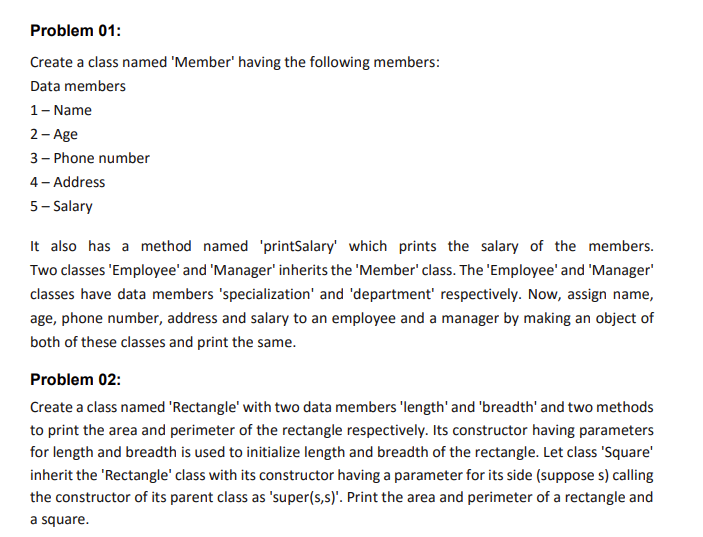 Problem 01:
Create a class named 'Member' having the following members:
Data members
1 – Name
2 – Age
3 – Phone number
4 – Address
5 – Salary
It also has a method named 'printSalary' which prints the salary of the members.
Two classes 'Employee' and 'Manager' inherits the 'Member' class. The 'Employee' and 'Manager'
classes have data members 'specialization' and 'department' respectively. Now, assign name,
age, phone number, address and salary to an employee and a manager by making an object of
both of these classes and print the same.
Problem 02:
Create a class named 'Rectangle' with two data members 'length' and 'breadth' and two methods
to print the area and perimeter of the rectangle respectively. Its constructor having parameters
for length and breadth is used to initialize length and breadth of the rectangle. Let class 'Square'
inherit the 'Rectangle' class with its constructor having a parameter for its side (suppose s) calling
the constructor of its parent class as 'super(s,s)'. Print the area and perimeter of a rectangle and
a square.